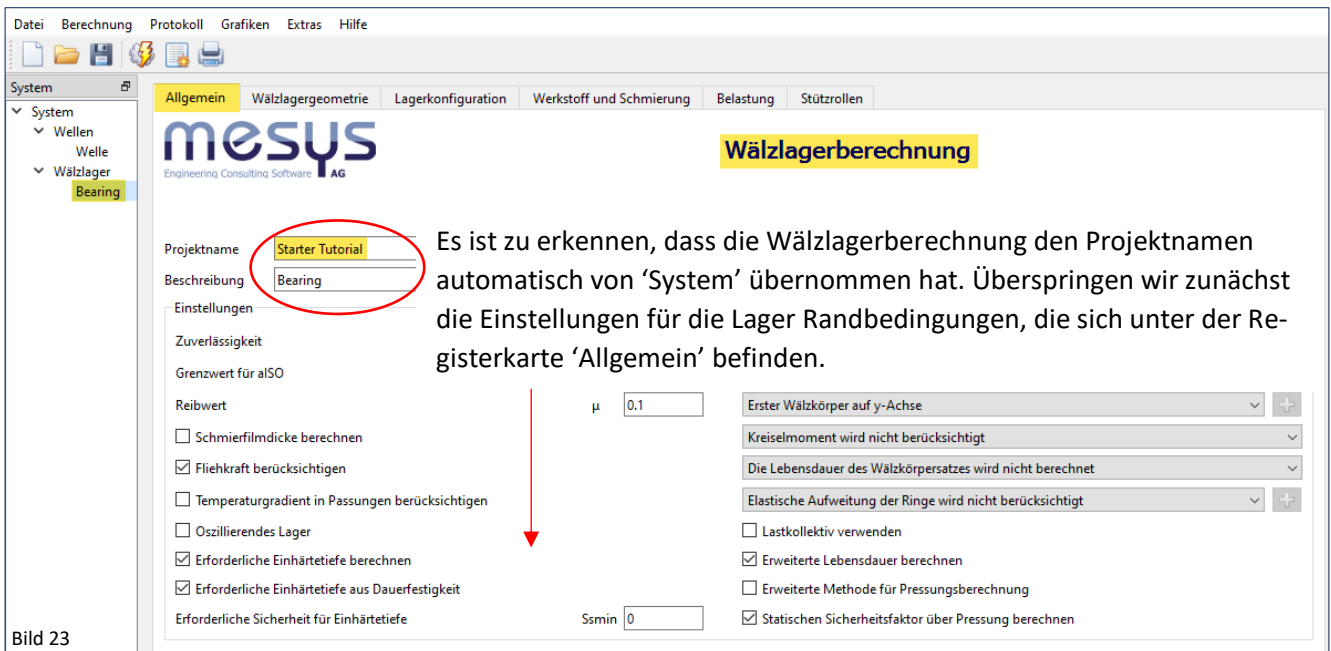 Datei Berechnung Protokoll Grafiken Extras Hilfe
System
Allgemein Wälzlagergeometrie Lagerkonfiguration Werkstoff und Schmierung Belastung Stützrollen
System
Wellen
Welle
Wälzlager
Bearing
mesys
Engineering Consulting Software AG
Wälzlagerberechnung
Projektname Starter Tutorial
Beschreibung Bearing
Es ist zu erkennen, dass die Wälzlagerberechnung den Projektnamen
automatisch von ‘System’ übernommen hat. Überspringen wir zunächst
die Einstellungen für die Lager Randbedingungen, die sich unter der Re-
gisterkarte ‘Allgemein’ befinden.
Einstellungen
Zuverlässigkeit
Grenzwert für aISO
Reibwert μ 0.1 Erster Wälzkörper auf y-Achse
Schmierfilmdicke berechnen Kreiselmoment wird nicht berücksichtigt
Fliehkraft berücksichtigen Die Lebensdauer des Wälzkörpersatzes wird nicht berechnet
Temperaturgradient in Passungen berücksichtigen Elastische Aufweitung der Ringe wird nicht berücksichtigt
Oszillierendes Lager Lastkollektiv verwenden
Erforderliche Einhärtetiefe berechnen Erweiterte Lebensdauer berechnen
Erforderliche Einhärtetiefe aus Dauerfestigkeit Erweiterte Methode für Pressungsberechnung
Erforderliche Sicherheit für Einhärtetiefe Ssmin 0 Statischen Sicherheitsfaktor über Pressung berechnen
Bild 23